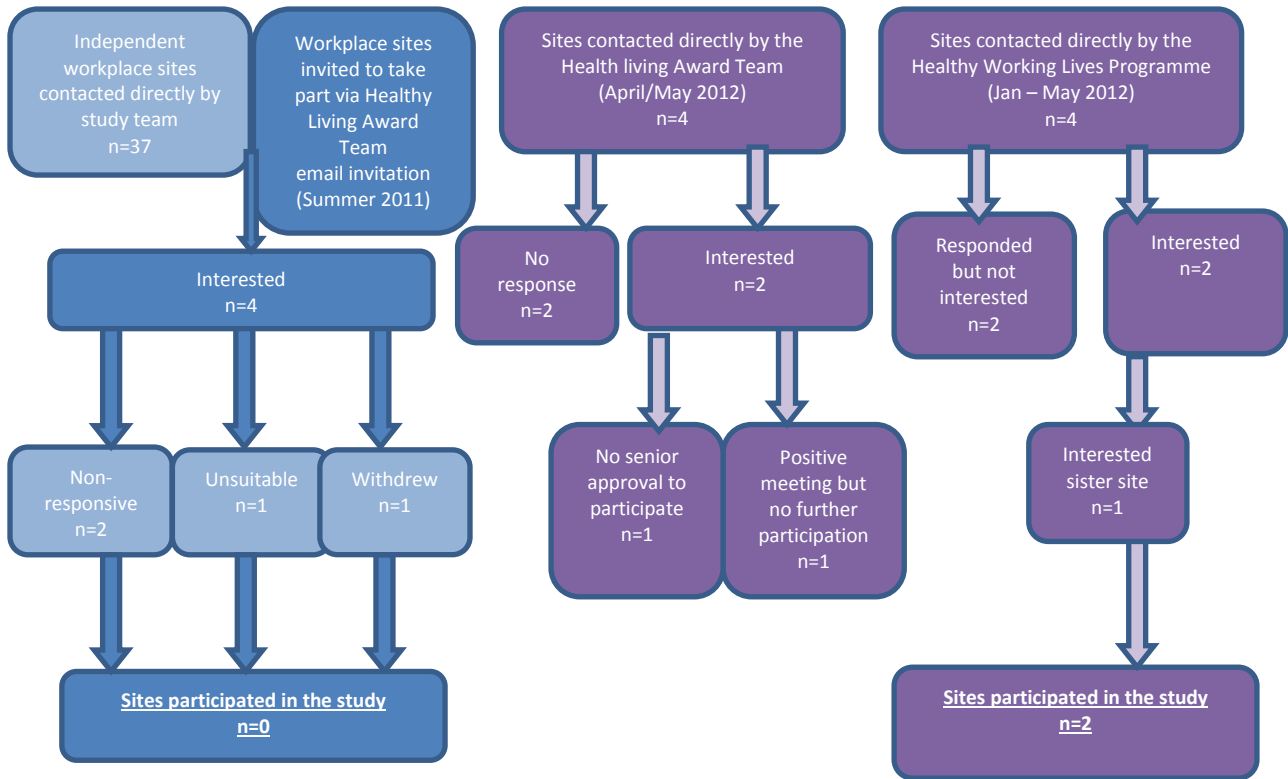 Independent
workplace sites
contacted directly by
study team
n=37
Workplace sites
invited to take
part via Healthy
Living Award
Team
email invitation
(Summer 2011)
Sites contacted directly by the
Health living Award Team
(April/May 2012)
n=4
Sites contacted directly by the
Healthy Working Lives Programme
(Jan – May 2012)
n=4
Interested
n=4
No
response
n=2
Interested
n=2
Responded
but not
interested
n=2
Interested
n=2
Non-
responsive
n=2
Unsuitable
n=1
Withdrew
n=1
No senior
approval to
participate
n=1
Positive
meeting but
no further
participation
n=1
Interested
sister site
n=1
Sites participated in the study
n=0
Sites participated in the study
n=2